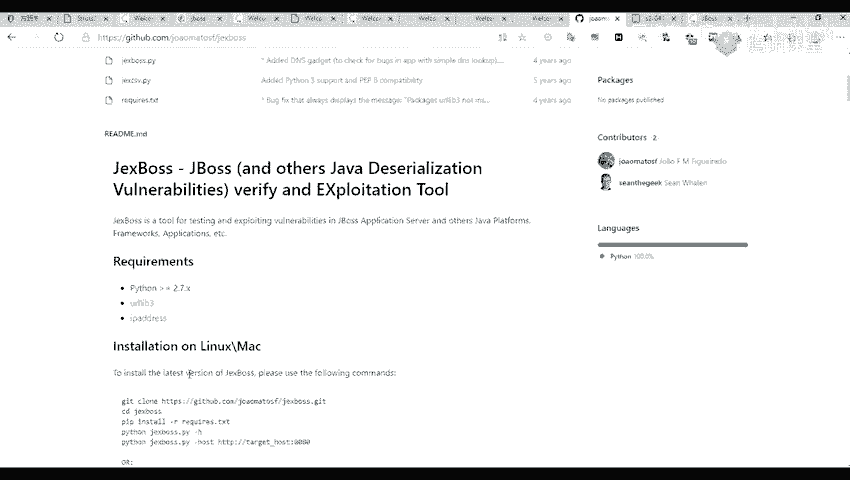 https://github.com/joaomatosf/jexboss
jexboss.py
* Added DNS gadget (to check for bugs in app with simple dns lookup)....
4 years ago
jexcsv.py
Added Python 3 support and PEP 8 compatibility
5 years ago
requires.txt
* Bug fix that always displays the message: "Packages urllib3 not ins...
4 years ago
README.md
JexBoss - JBoss (and others Java Deserialization
Vulnerabilities) verify and EXploitation Tool
JexBoss is a tool for testing and exploiting vulnerabilities in JBoss Application Server and others Java Platforms,
Frameworks, Applications, etc.
Requirements
Python >= 2.7.x
urllib3
ipaddress
Installation on Linux\Mac
To install the latest version of JexBoss, please use the following commands:
git clone https://github.com/joaomatosf/jexboss.git
cd jexboss
pip install -r requires.txt
python jexboss.py -h
python jexboss.py -host http://target_host:8080
OR:
Packages
No packages published
Contributors 2
joaomatosf João F M Figueiredo
seanthegeek Sean Whalen
Languages
Python 100.0%